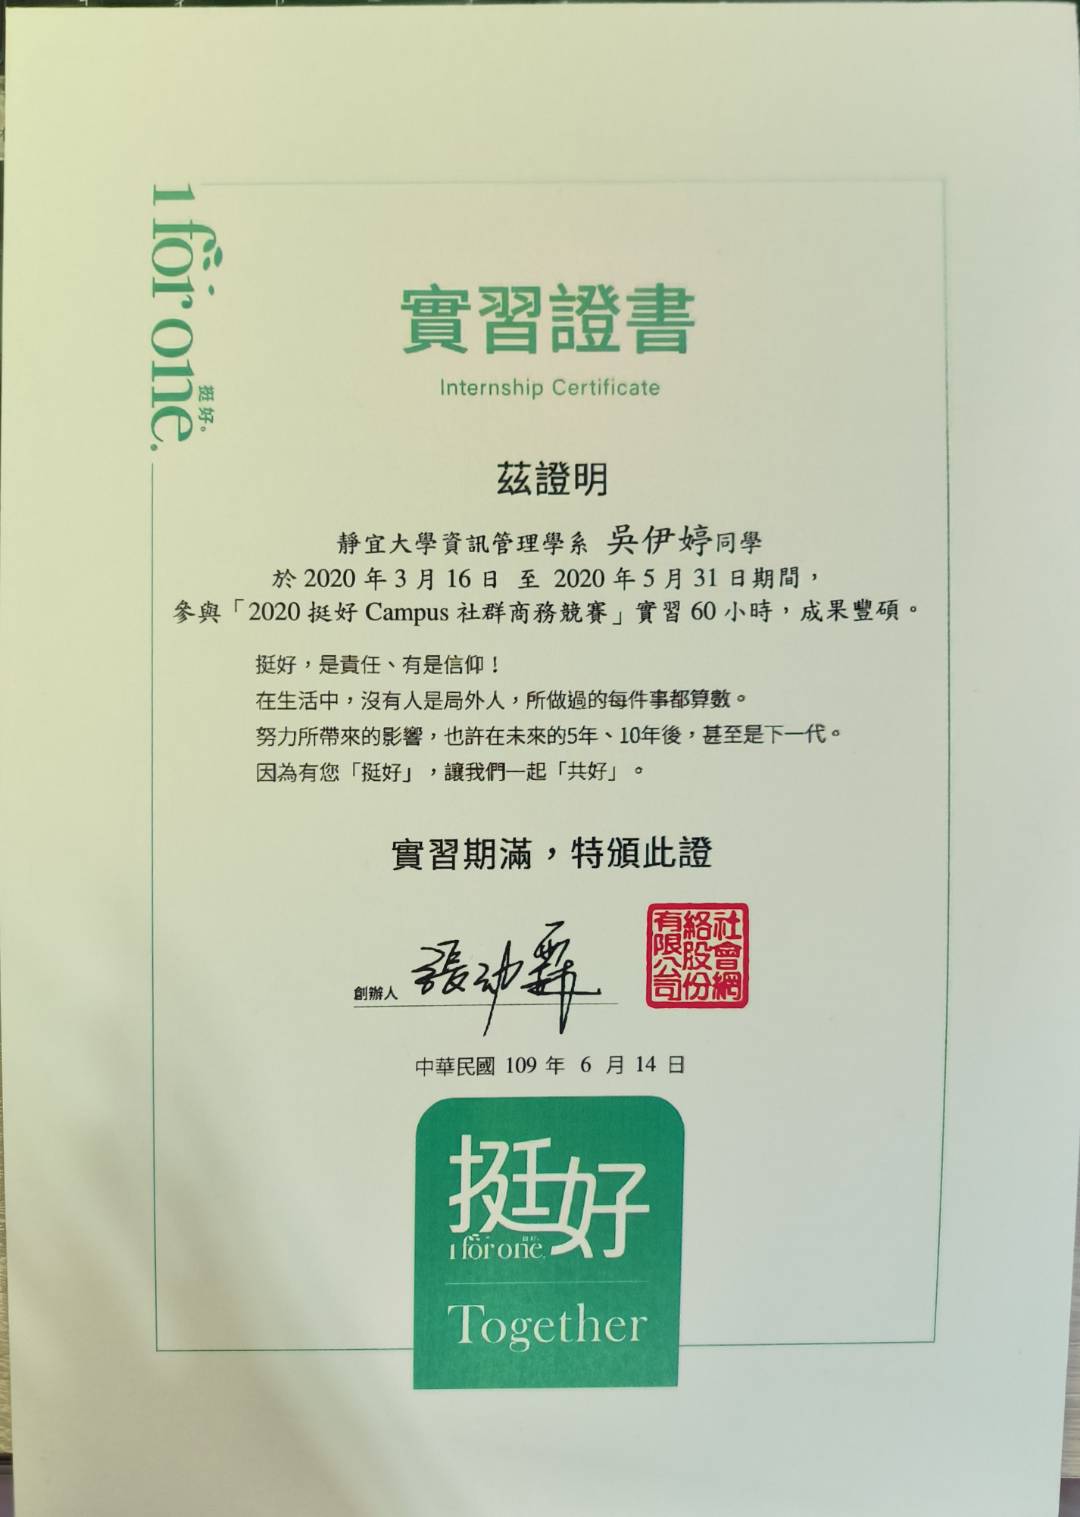 1 for one.
挺好。
實習證書
Internship Certificate
茲證明
靜宜大學資訊管理學系 吳伊婷同學
於 2020 年 3 月 16 日 至 2020 年 5 月 31 日期間，
參與「2020 挺好 Campus 社群商務競賽」實習 60 小時，成果豐碩。
挺好，是責任、有是信仰！
在生活中，沒有人是局外人，所做過的每件事都算數。
努力所帶來的影響，也許在未來的5年、10年後，甚至是下一代。
因為有您「挺好」，讓我們一起「共好」。
實習期滿，特頒此證
創辦人
社會網
絡股份
有限公司
中華民國 109 年 6 月 14 日
挺好
1 for one.
Together